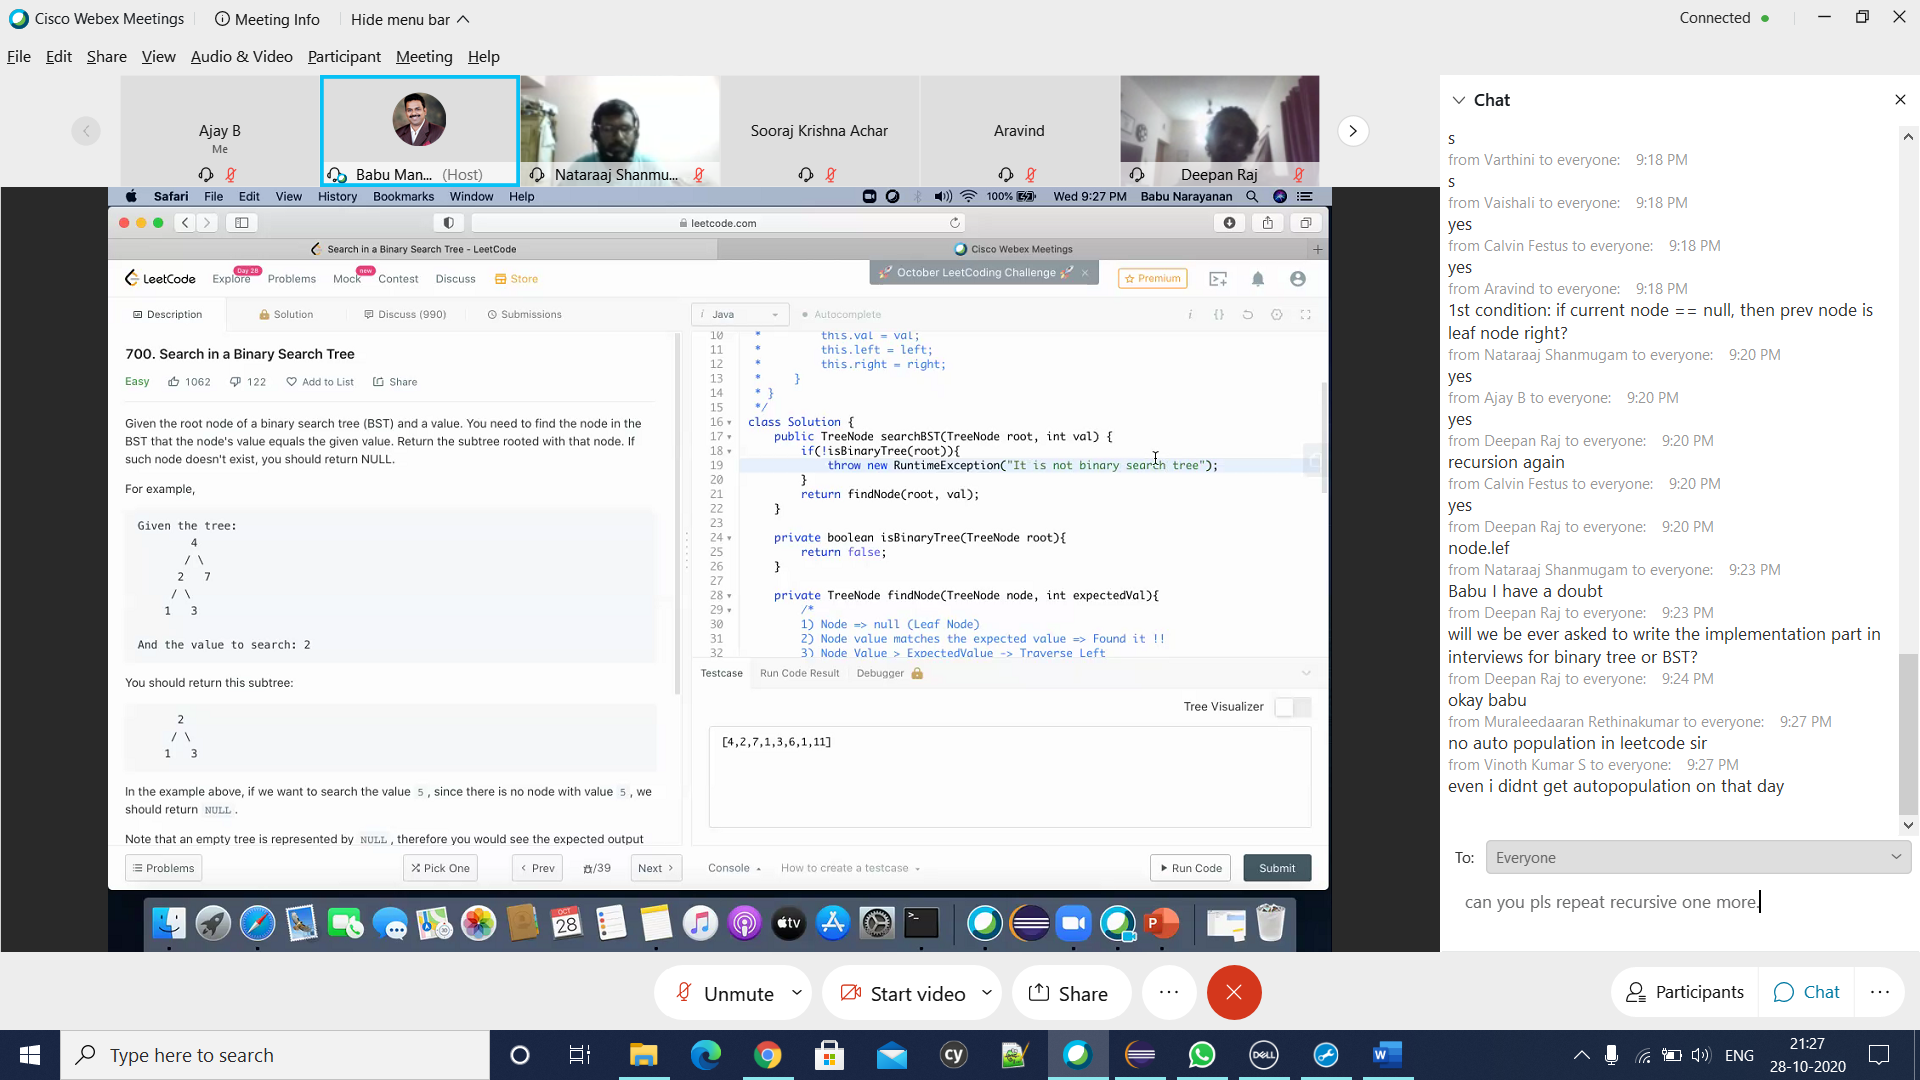 Cisco Webex Meetings
Meeting Info
Hide menu bar
Connected
File Edit Share View Audio & Video Participant Meeting Help
Ajay B
Me
Babu Man... (Host)
Nataraaj Shanmu...
Sooraj Krishna Achar
Aravind
Deepan Raj
Safari File Edit View History Bookmarks Window Help
100% Wed 9:27 PM Babu Narayanan
leetcode.com
Search in a Binary Search Tree - LeetCode
Cisco Webex Meetings
LeetCode Explore Day 28 Problems Mock new Contest Discuss Store
October LeetCoding Challenge
Premium
Description Solution Discuss (990) Submissions
i Java Autocomplete
700. Search in a Binary Search Tree
Easy 1062 122 Add to List Share
Given the root node of a binary search tree (BST) and a value. You need to find the node in the
BST that the node's value equals the given value. Return the subtree rooted with that node. If
such node doesn't exist, you should return NULL.
For example,
Given the tree:
4
/ \
2 7
/ \
1 3
And the value to search: 2
You should return this subtree:
2
/ \
1 3
In the example above, if we want to search the value 5 , since there is no node with value 5 , we
should return NULL .
Note that an empty tree is represented by NULL , therefore you would see the expected output
Problems Pick One Prev /39 Next
10 * this.val = val;
11 * this.left = left;
12 * this.right = right;
13 * }
14 * }
15 */
16 class Solution {
17 public TreeNode searchBST(TreeNode root, int val) {
18 if(!isBinaryTree(root)){
19 throw new RuntimeException("It is not binary search tree");
20 }
21 return findNode(root, val);
22 }
23
24 private boolean isBinaryTree(TreeNode root){
25 return false;
26 }
27
28 private TreeNode findNode(TreeNode node, int expectedVal){
29 /*
30 1) Node => null (Leaf Node)
31 2) Node value matches the expected value => Found it !!
32 3) Node Value > ExpectedValue -> Traverse Left
Testcase Run Code Result Debugger
Tree Visualizer
[4,2,7,1,3,6,1,11]
Console How to create a testcase Run Code Submit
OCT 28
tv
Chat
s
from Varthini to everyone: 9:18 PM
s
from Vaishali to everyone: 9:18 PM
yes
from Calvin Festus to everyone: 9:18 PM
yes
from Aravind to everyone: 9:18 PM
1st condition: if current node == null, then prev node is
leaf node right?
from Nataraaj Shanmugam to everyone: 9:20 PM
yes
from Ajay B to everyone: 9:20 PM
yes
from Deepan Raj to everyone: 9:20 PM
recursion again
from Calvin Festus to everyone: 9:20 PM
yes
from Deepan Raj to everyone: 9:20 PM
node.lef
from Nataraaj Shanmugam to everyone: 9:23 PM
Babu I have a doubt
from Deepan Raj to everyone: 9:23 PM
will we be ever asked to write the implementation part in
interviews for binary tree or BST?
from Deepan Raj to everyone: 9:24 PM
okay babu
from Muraleedaaran Rethinakumar to everyone: 9:27 PM
no auto population in leetcode sir
from Vinoth Kumar S to everyone: 9:27 PM
even i didnt get autopopulation on that day
To: Everyone
can you pls repeat recursive one more.
Unmute Start video Share
Participants Chat
Type here to search
cy
DELL
ENG
21:27
28-10-2020